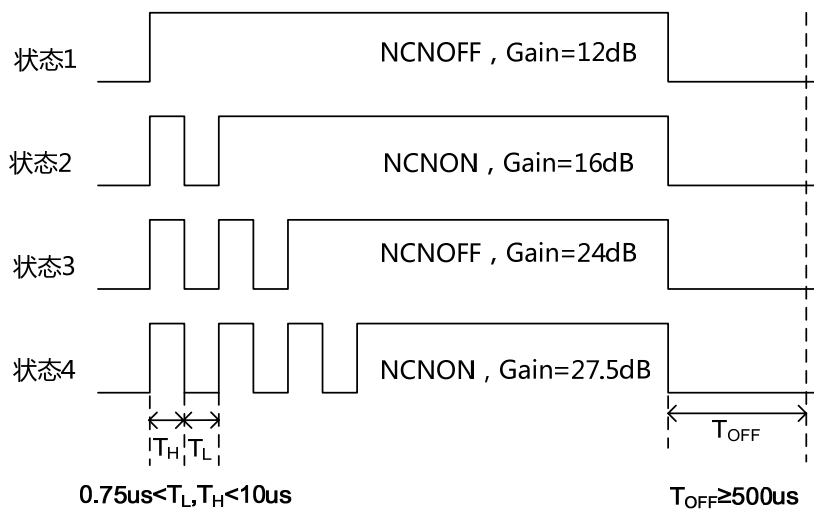 状态1
NCNOFF , Gain=12dB
状态2
NCNON , Gain=16dB
状态3
NCNOFF , Gain=24dB
状态4
NCNON , Gain=27.5dB
TH TL
TOFF
0.75us<TL,TH<10us
TOFF≥500us